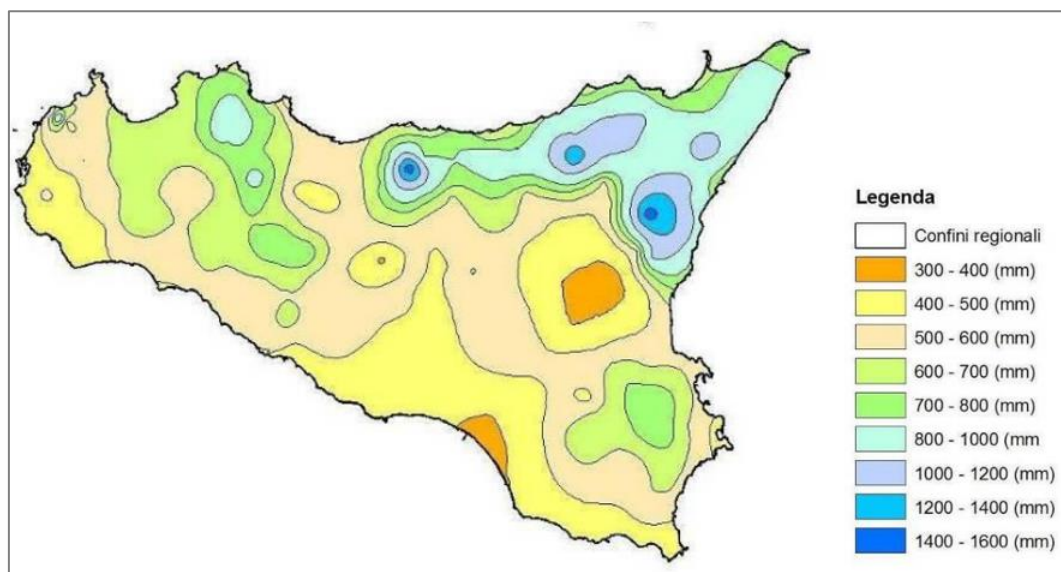 Legenda
Confini regionali
300 - 400 (mm)
400 - 500 (mm)
500 - 600 (mm)
600 - 700 (mm)
700 - 800 (mm)
800 - 1000 (mm
1000 - 1200 (mm)
1200 - 1400 (mm)
1400 - 1600 (mm)